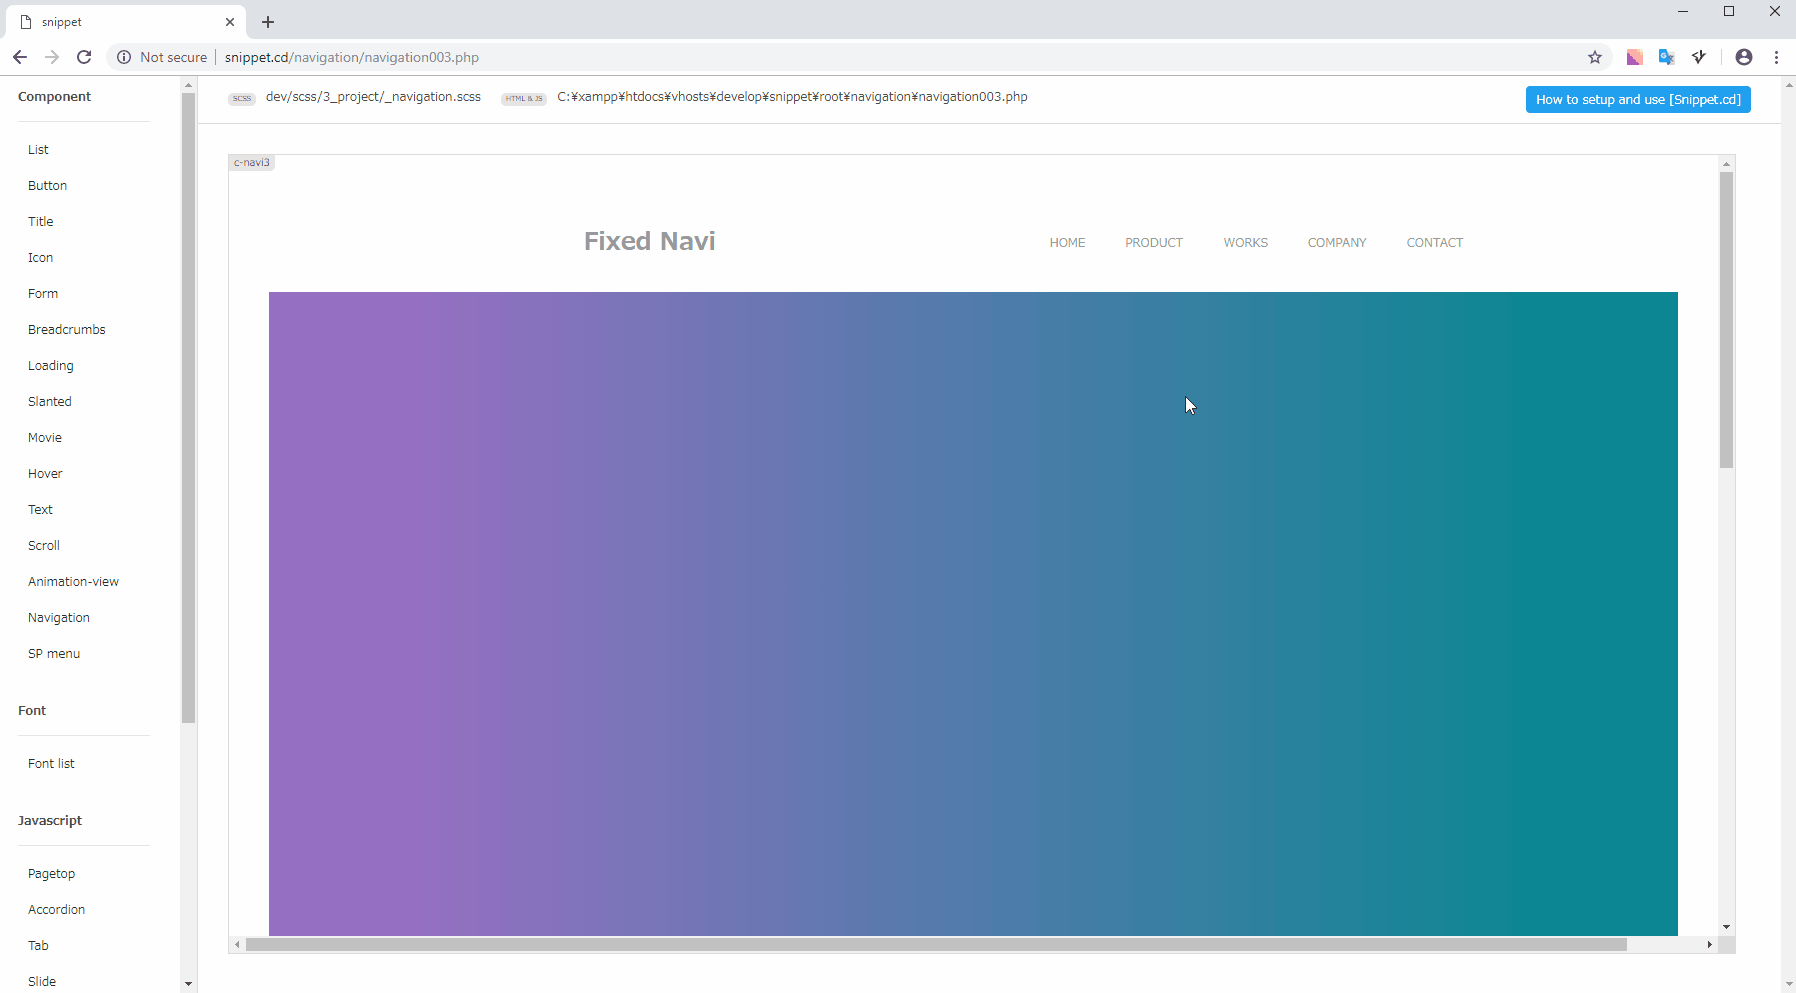 snippet
Not secure
snippet.cd/navigation/navigation003.php
Component
List
Button
Title
Icon
Form
Breadcrumbs
Loading
Slanted
Movie
Hover
Text
Scroll
Animation-view
Navigation
SP menu
Font
Font list
Javascript
Pagetop
Accordion
Tab
Slide
SCSS dev/scss/3_project/_navigation.scss HTML & JS C:¥xampp¥htdocs¥vhosts¥develop¥snippet¥root¥navigation¥navigation003.php
How to setup and use [Snippet.cd]
c-navi3
Fixed Navi
HOME PRODUCT WORKS COMPANY CONTACT